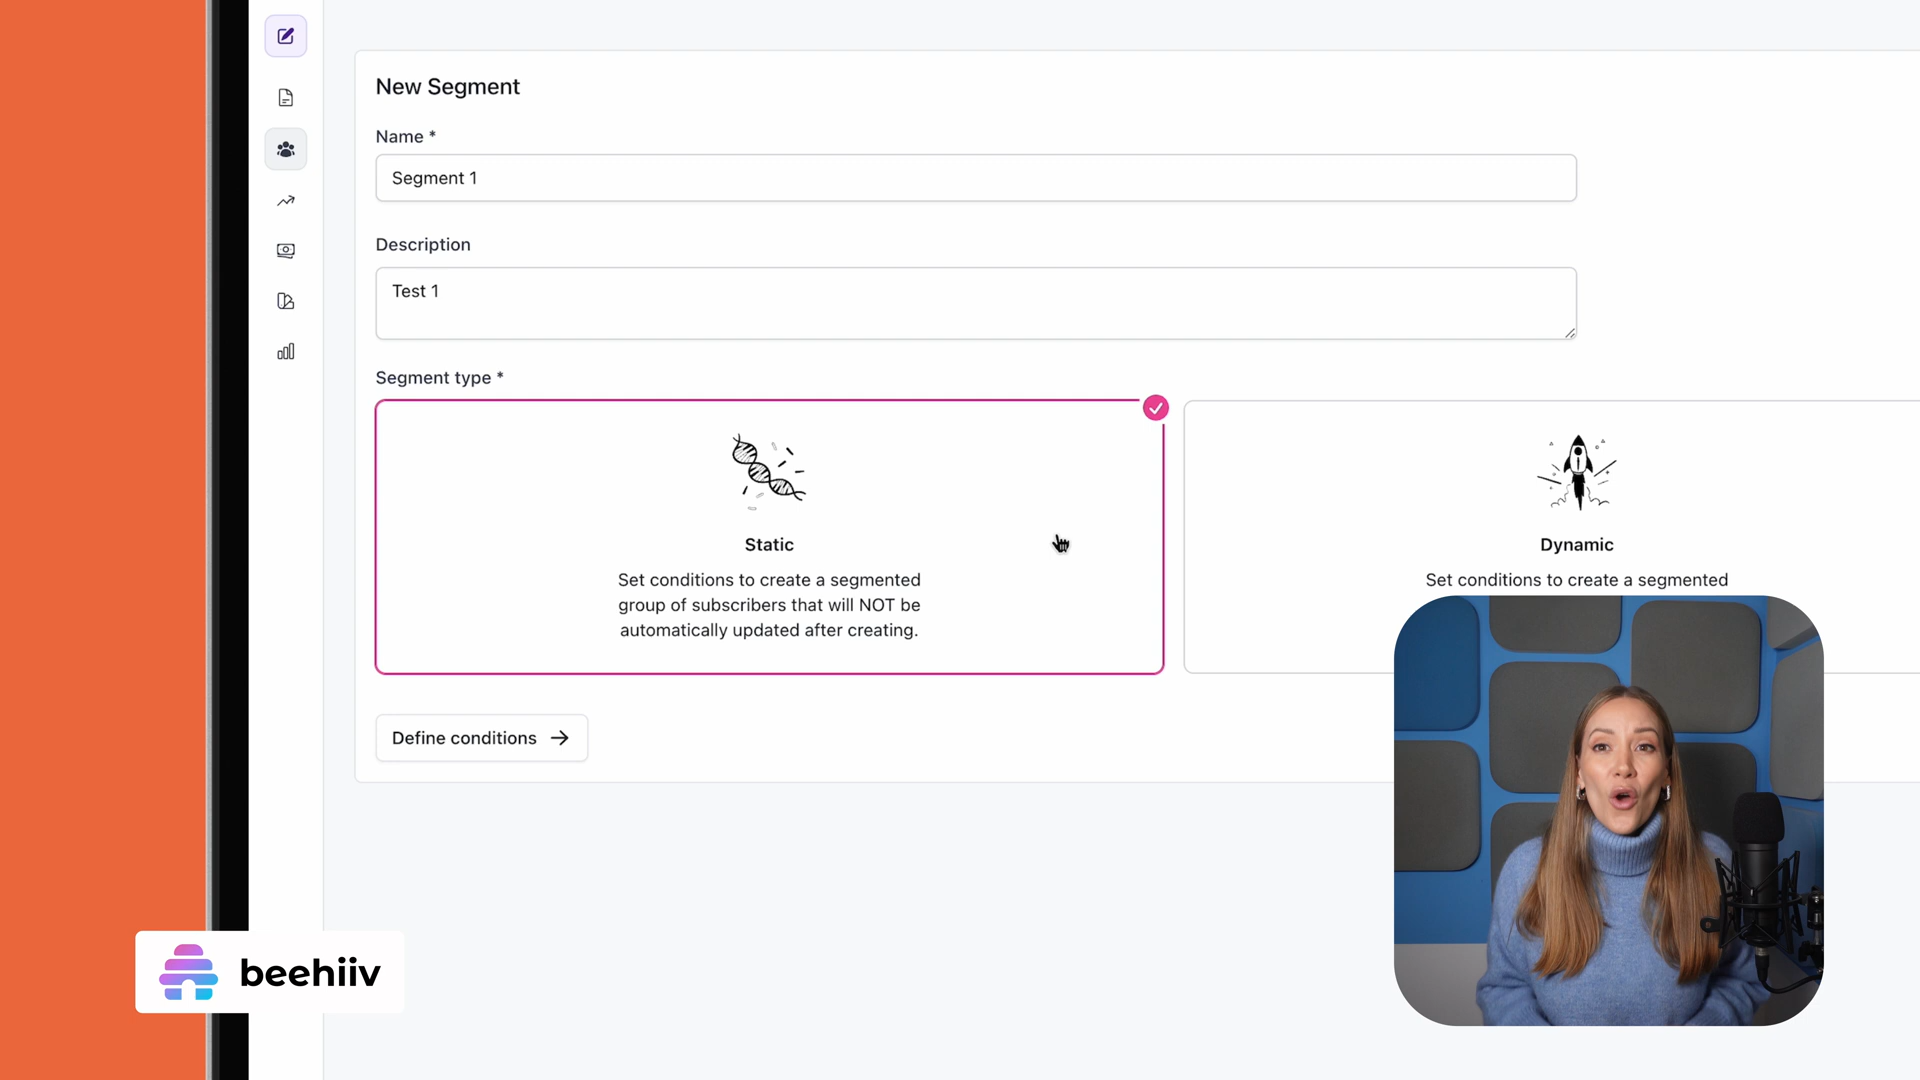 New Segment
Name *
Segment 1
Description
Test 1
Segment type *
Static
Set conditions to create a segmented
group of subscribers that will NOT be
automatically updated after creating.
Dynamic
Set conditions to create a segmented
Define conditions
beehiiv